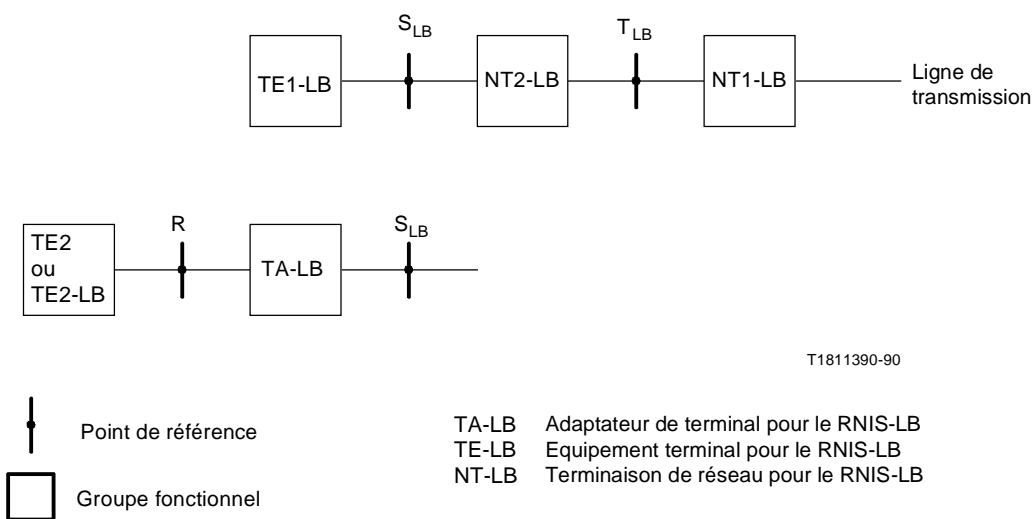 S_LB
T_LB
TE1-LB
NT2-LB
NT1-LB
Ligne de
transmission
R
S_LB
TE2
ou
TE2-LB
TA-LB
T1811390-90
Point de référence
Groupe fonctionnel
TA-LB Adaptateur de terminal pour le RNIS-LB
TE-LB Equipement terminal pour le RNIS-LB
NT-LB Terminaison de réseau pour le RNIS-LB